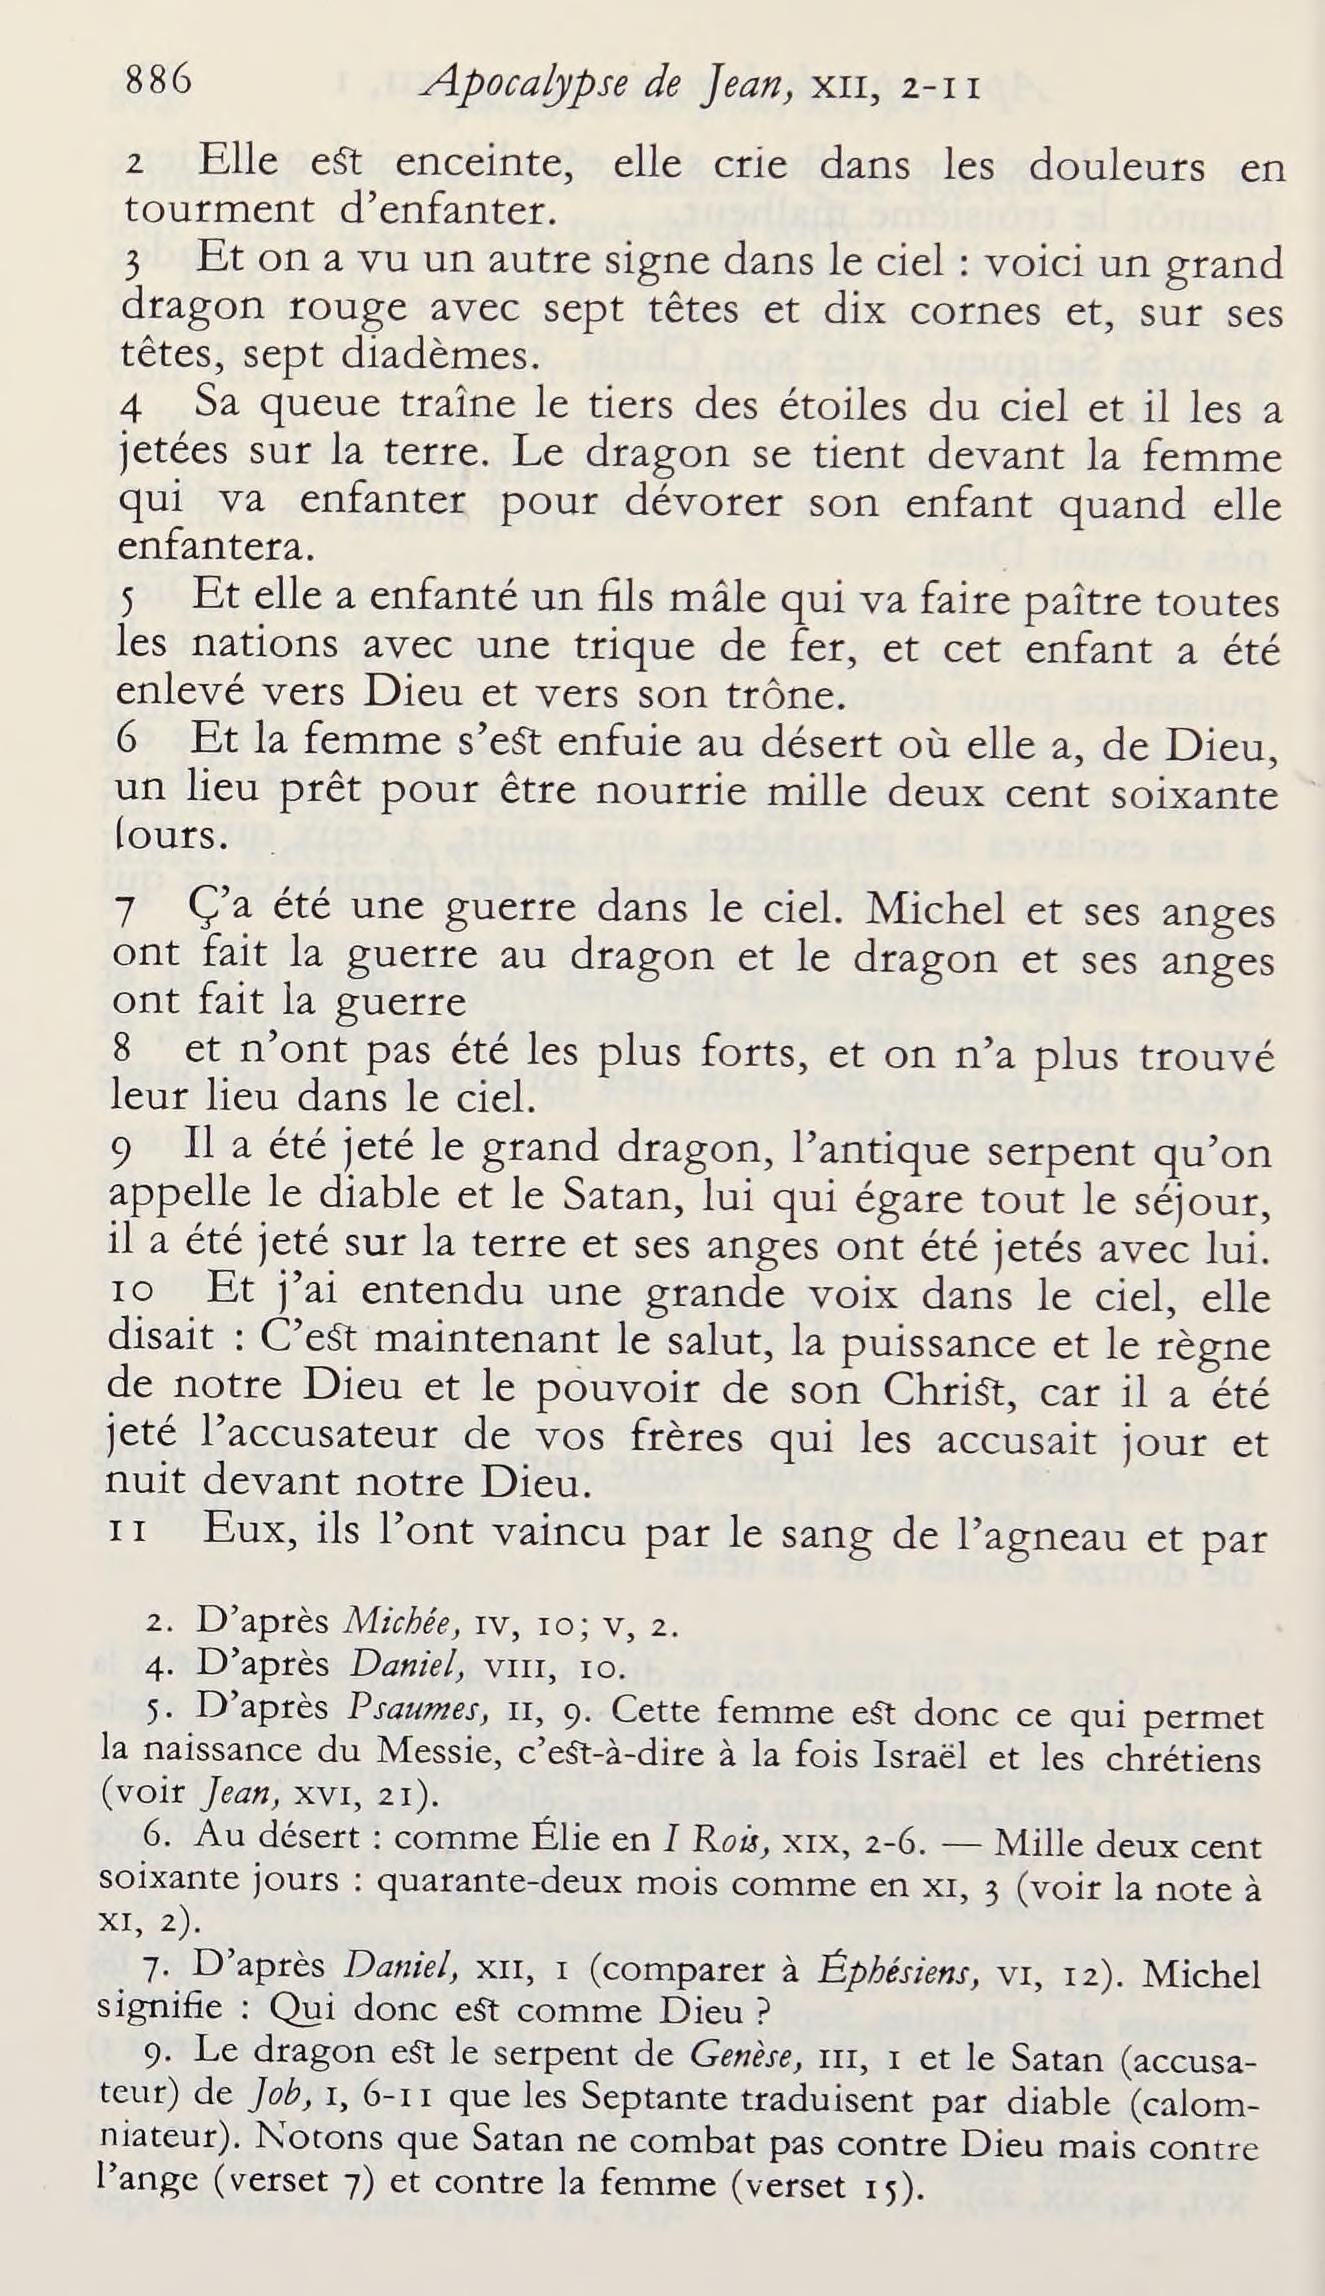 886 Apocalypse de Jean, XII, 2-11
2 Elle est enceinte, elle crie dans les douleurs en
tourment d'enfanter.
3 Et on a vu un autre signe dans le ciel : voici un grand
dragon rouge avec sept têtes et dix cornes et, sur ses
têtes, sept diadèmes.
4 Sa queue traîne le tiers des étoiles du ciel et il les a
jetées sur la terre. Le dragon se tient devant la femme
qui va enfanter pour dévorer son enfant quand elle
enfantera.
5 Et elle a enfanté un fils mâle qui va faire paître toutes
les nations avec une trique de fer, et cet enfant a été
enlevé vers Dieu et vers son trône.
6 Et la femme s'est enfuie au désert où elle a, de Dieu,
un lieu prêt pour être nourrie mille deux cent soixante
jours.
7 Ç'a été une guerre dans le ciel. Michel et ses anges
ont fait la guerre au dragon et le dragon et ses anges
ont fait la guerre
8 et n'ont pas été les plus forts, et on n'a plus trouvé
leur lieu dans le ciel.
9 Il a été jeté le grand dragon, l'antique serpent qu'on
appelle le diable et le Satan, lui qui égare tout le séjour,
il a été jeté sur la terre et ses anges ont été jetés avec lui.
10 Et j'ai entendu une grande voix dans le ciel, elle
disait : C'est maintenant le salut, la puissance et le règne
de notre Dieu et le pouvoir de son Christ, car il a été
jeté l'accusateur de vos frères qui les accusait jour et
nuit devant notre Dieu.
11 Eux, ils l'ont vaincu par le sang de l'agneau et par
2. D'après Michée, IV, 10; V, 2.
4. D'après Daniel, VIII, 10.
5. D'après Psaumes, II, 9. Cette femme est donc ce qui permet
la naissance du Messie, c'est-à-dire à la fois Israël et les chrétiens
(voir Jean, XVI, 21).
6. Au désert : comme Élie en I Rois, XIX, 2-6. — Mille deux cent
soixante jours : quarante-deux mois comme en XI, 3 (voir la note à
XI, 2).
7. D'après Daniel, XII, 1 (comparer à Éphésiens, VI, 12). Michel
signifie : Qui donc est comme Dieu ?
9. Le dragon est le serpent de Genèse, III, 1 et le Satan (accusa-
teur) de Job, I, 6-11 que les Septante traduisent par diable (calom-
niateur). Notons que Satan ne combat pas contre Dieu mais contre
l'ange (verset 7) et contre la femme (verset 15).